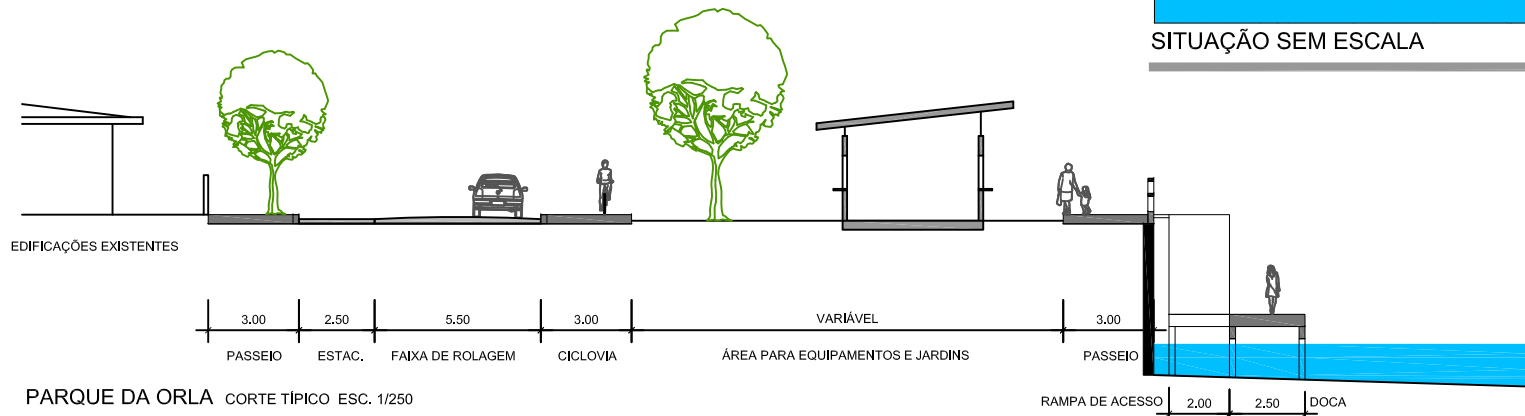 SITUAÇÃO SEM ESCALA
EDIFICAÇÕES EXISTENTES
3.00 2.50 5.50 3.00 VARIÁVEL 3.00
PASSEIO ESTAC. FAIXA DE ROLAGEM CICLOVIA ÁREA PARA EQUIPAMENTOS E JARDINS PASSEIO
PARQUE DA ORLA CORTE TÍPICO ESC. 1/250
RAMPA DE ACESSO 2.00 2.50 DOCA